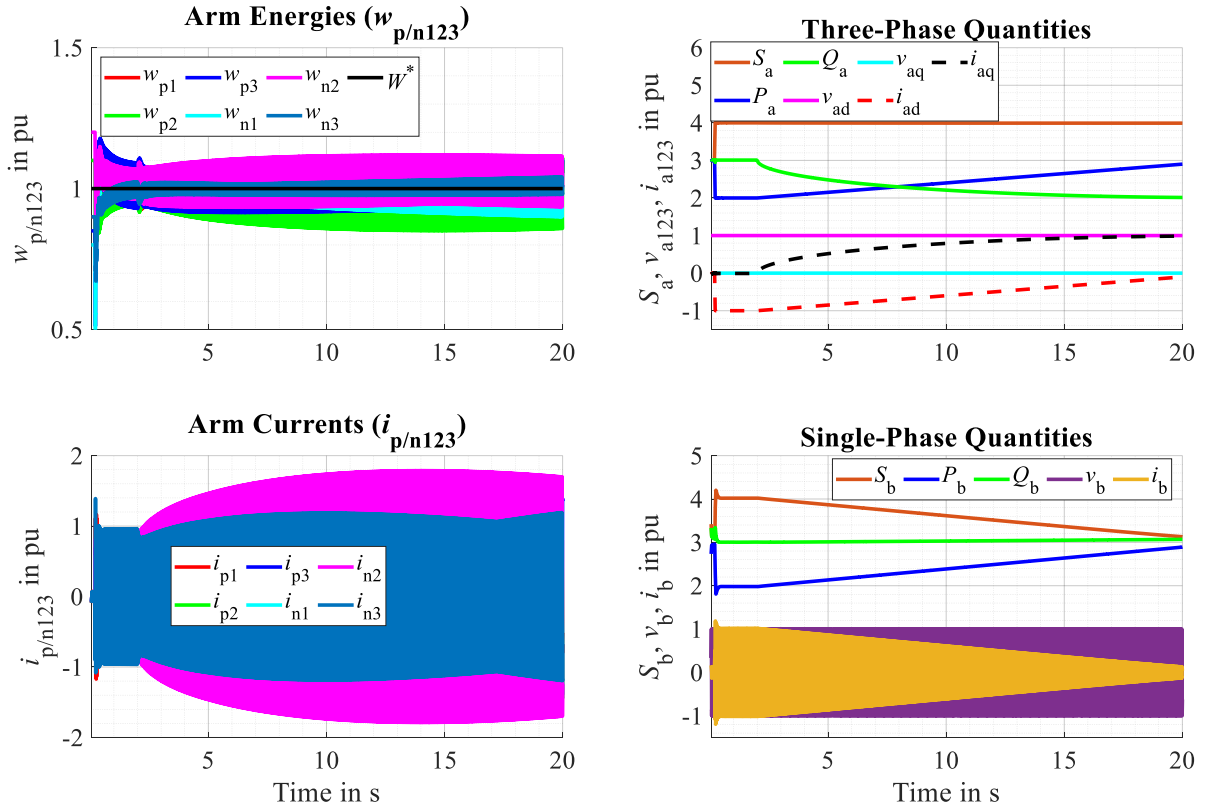 Arm Energies (w_p/n123)
w_p/n123 in pu
1.5
1
0.5
w_p1 w_p3 w_n2 W*
w_p2 w_n1 w_n3
5 10 15 20
Three-Phase Quantities
S_a, v_a123, i_a123 in pu
6
5
4
3
2
1
0
-1
S_a Q_a v_aq i_aq
P_a v_ad i_ad
5 10 15 20
Arm Currents (i_p/n123)
i_p/n123 in pu
2
1
0
-1
-2
i_p1 i_p3 i_n2
i_p2 i_n1 i_n3
5 10 15 20
Time in s
Single-Phase Quantities
S_b, v_b, i_b in pu
5
4
3
2
1
0
-1
S_b P_b Q_b v_b i_b
5 10 15 20
Time in s